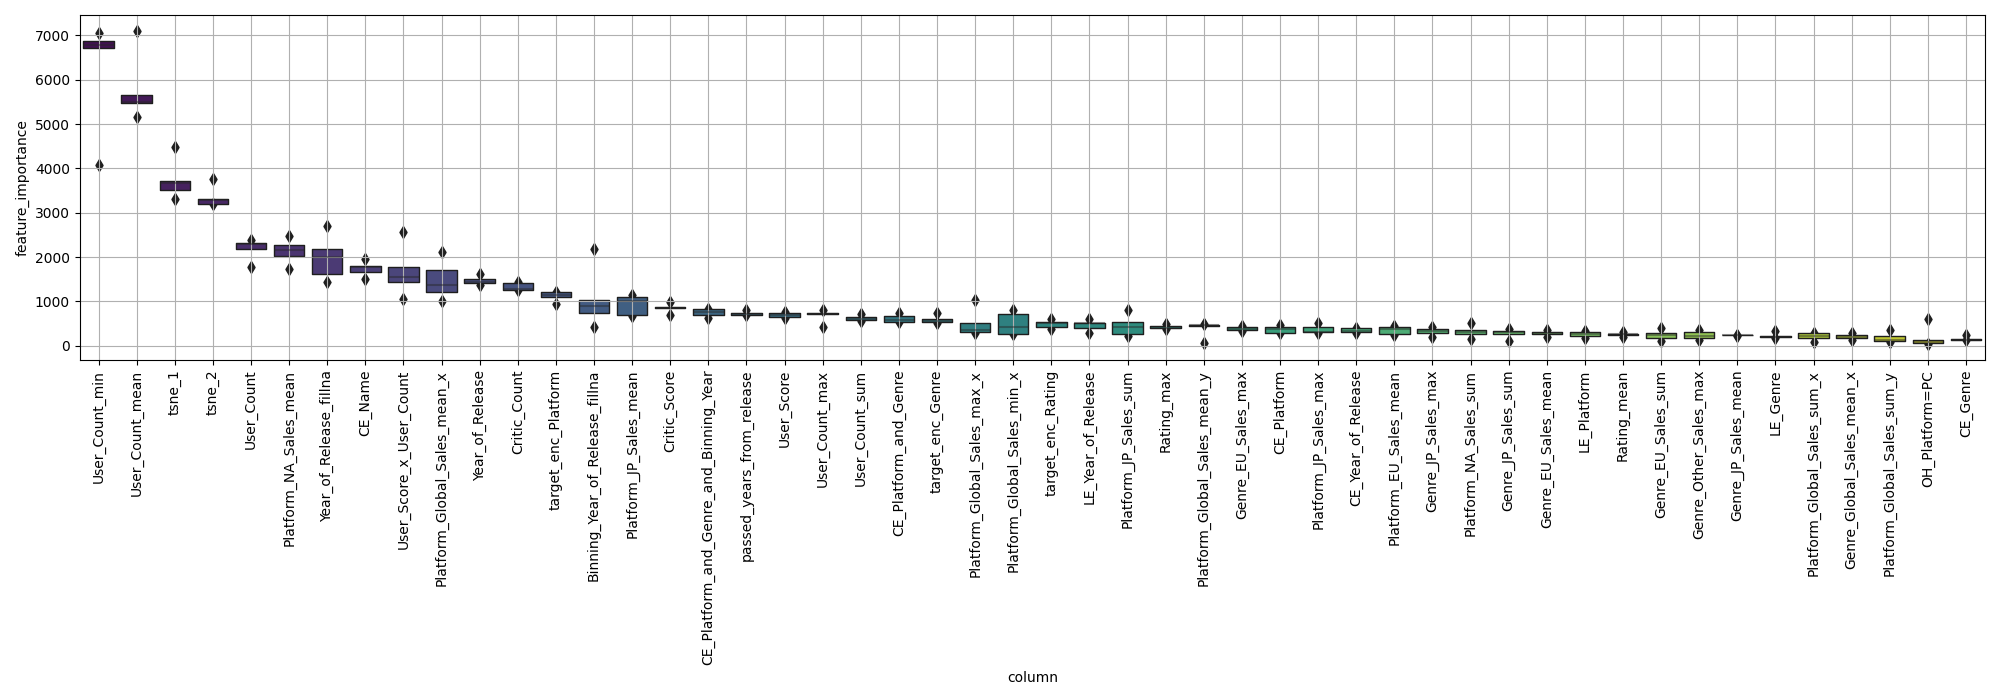 7000
6000
5000
4000
3000
2000
1000
0
feature_importance
User_Count_min
User_Count_mean
tsne_1
tsne_2
User_Count
Platform_NA_Sales_mean
Year_of_Release_fillna
CE_Name
User_Score_x_User_Count
Platform_Global_Sales_mean_x
Year_of_Release
Critic_Count
target_enc_Platform
Binning_Year_of_Release_fillna
Platform_JP_Sales_mean
Critic_Score
CE_Platform_and_Genre_and_Binning_Year
passed_years_from_release
User_Score
User_Count_max
User_Count_sum
CE_Platform_and_Genre
target_enc_Genre
Platform_Global_Sales_max_x
Platform_Global_Sales_min_x
target_enc_Rating
LE_Year_of_Release
Platform_JP_Sales_sum
Rating_max
Platform_Global_Sales_mean_y
Genre_EU_Sales_max
CE_Platform
Platform_JP_Sales_max
CE_Year_of_Release
Platform_EU_Sales_mean
Genre_JP_Sales_max
Platform_NA_Sales_sum
Genre_JP_Sales_sum
Genre_EU_Sales_mean
LE_Platform
Rating_mean
Genre_EU_Sales_sum
Genre_Other_Sales_max
Genre_JP_Sales_mean
LE_Genre
Platform_Global_Sales_sum_x
Genre_Global_Sales_mean_x
Platform_Global_Sales_sum_y
OH_Platform=PC
CE_Genre
column